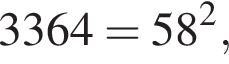 3364 = 58²,